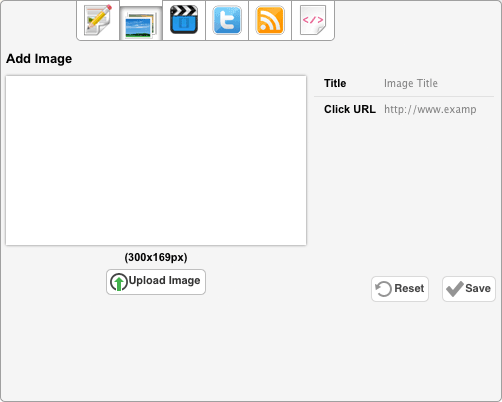 </>
Add Image
Title Image Title
Click URL http://www.examp
(300x169px)
Upload Image
Reset Save